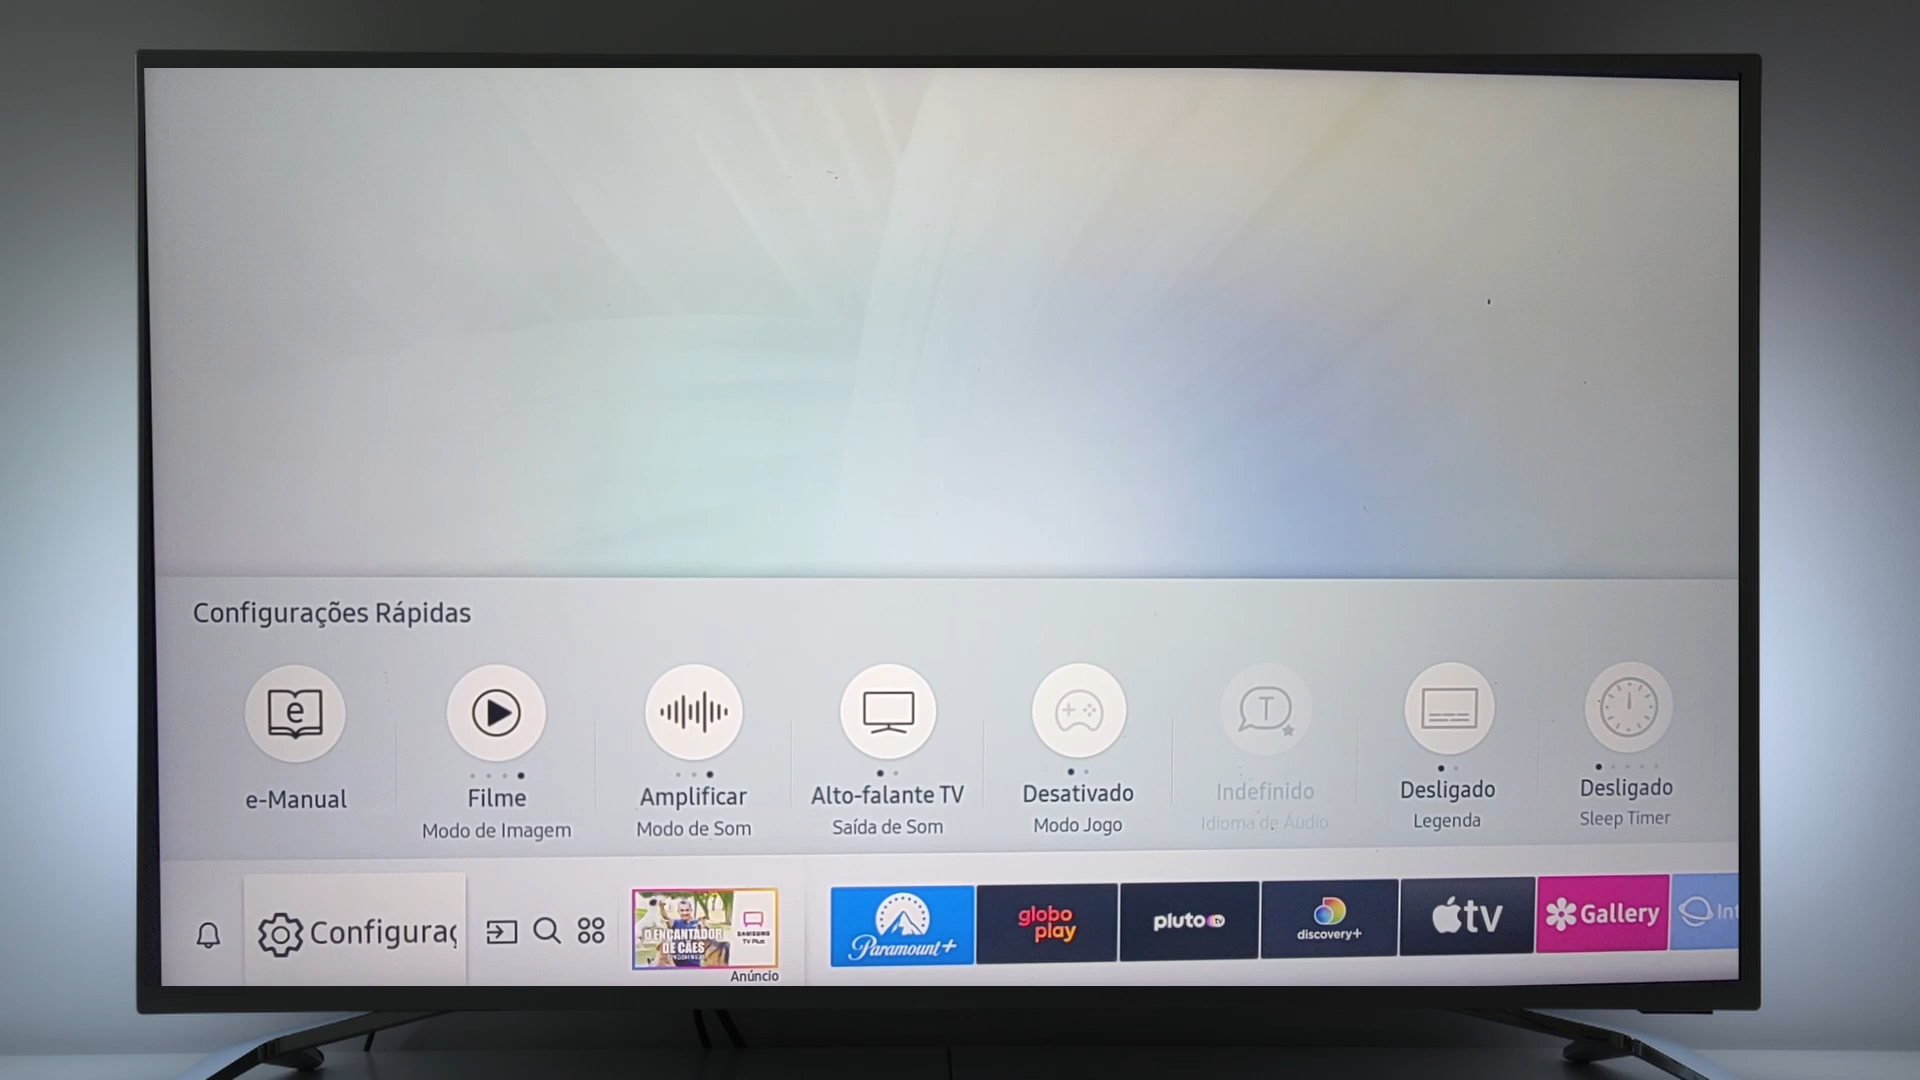 Configurações Rápidas
e-Manual
Filme
Modo de Imagem
Amplificar
Modo de Som
Alto-falante TV
Saída de Som
Desativado
Modo Jogo
Indefinido
Idioma de Áudio
Desligado
Legenda
Desligado
Sleep Timer
Configuraç
O ENCANTADOR
DE CÃES
SAMSUNG
TV Plus
Anúncio
Paramount+
globo
play
pluto tv
discovery+
tv
Gallery
Int